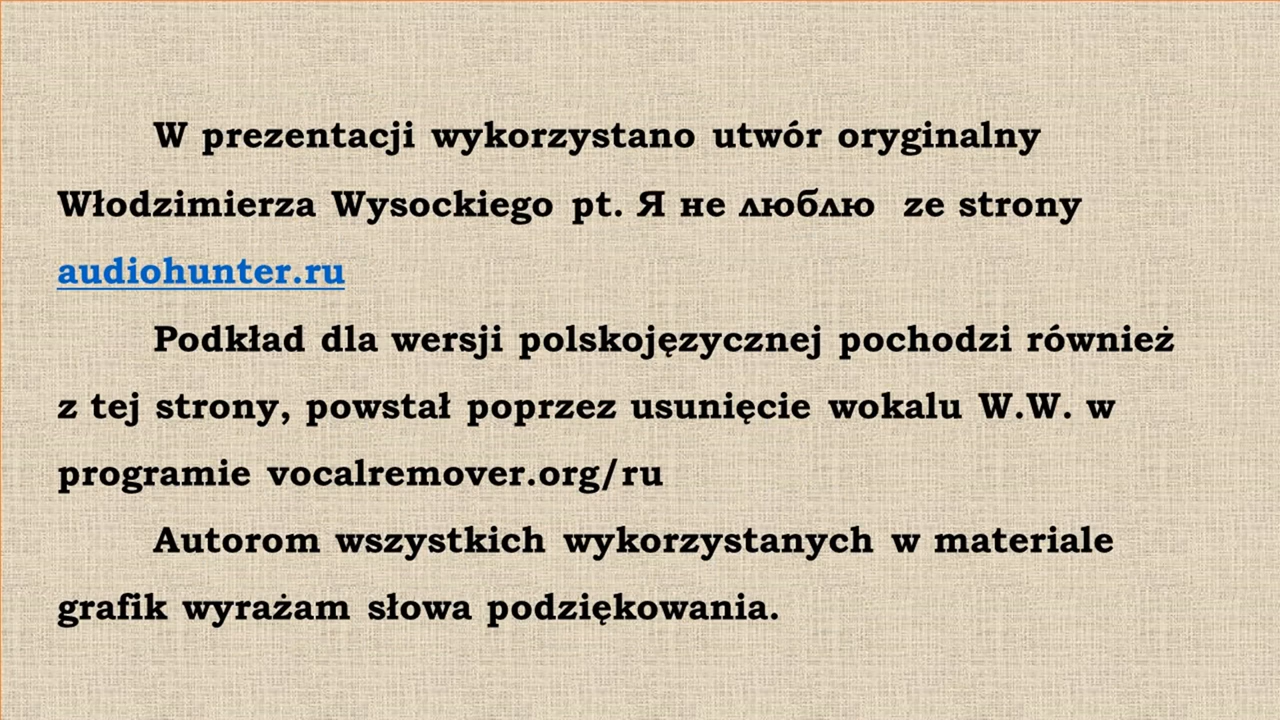 W prezentacji wykorzystano utwór oryginalny
Włodzimierza Wysockiego pt. Я не люблю ze strony
audiohunter.ru
Podkład dla wersji polskojęzycznej pochodzi również
z tej strony, powstał poprzez usunięcie wokalu W.W. w
programie vocalremover.org/ru
Autorom wszystkich wykorzystanych w materiale
grafik wyrażam słowa podziękowania.